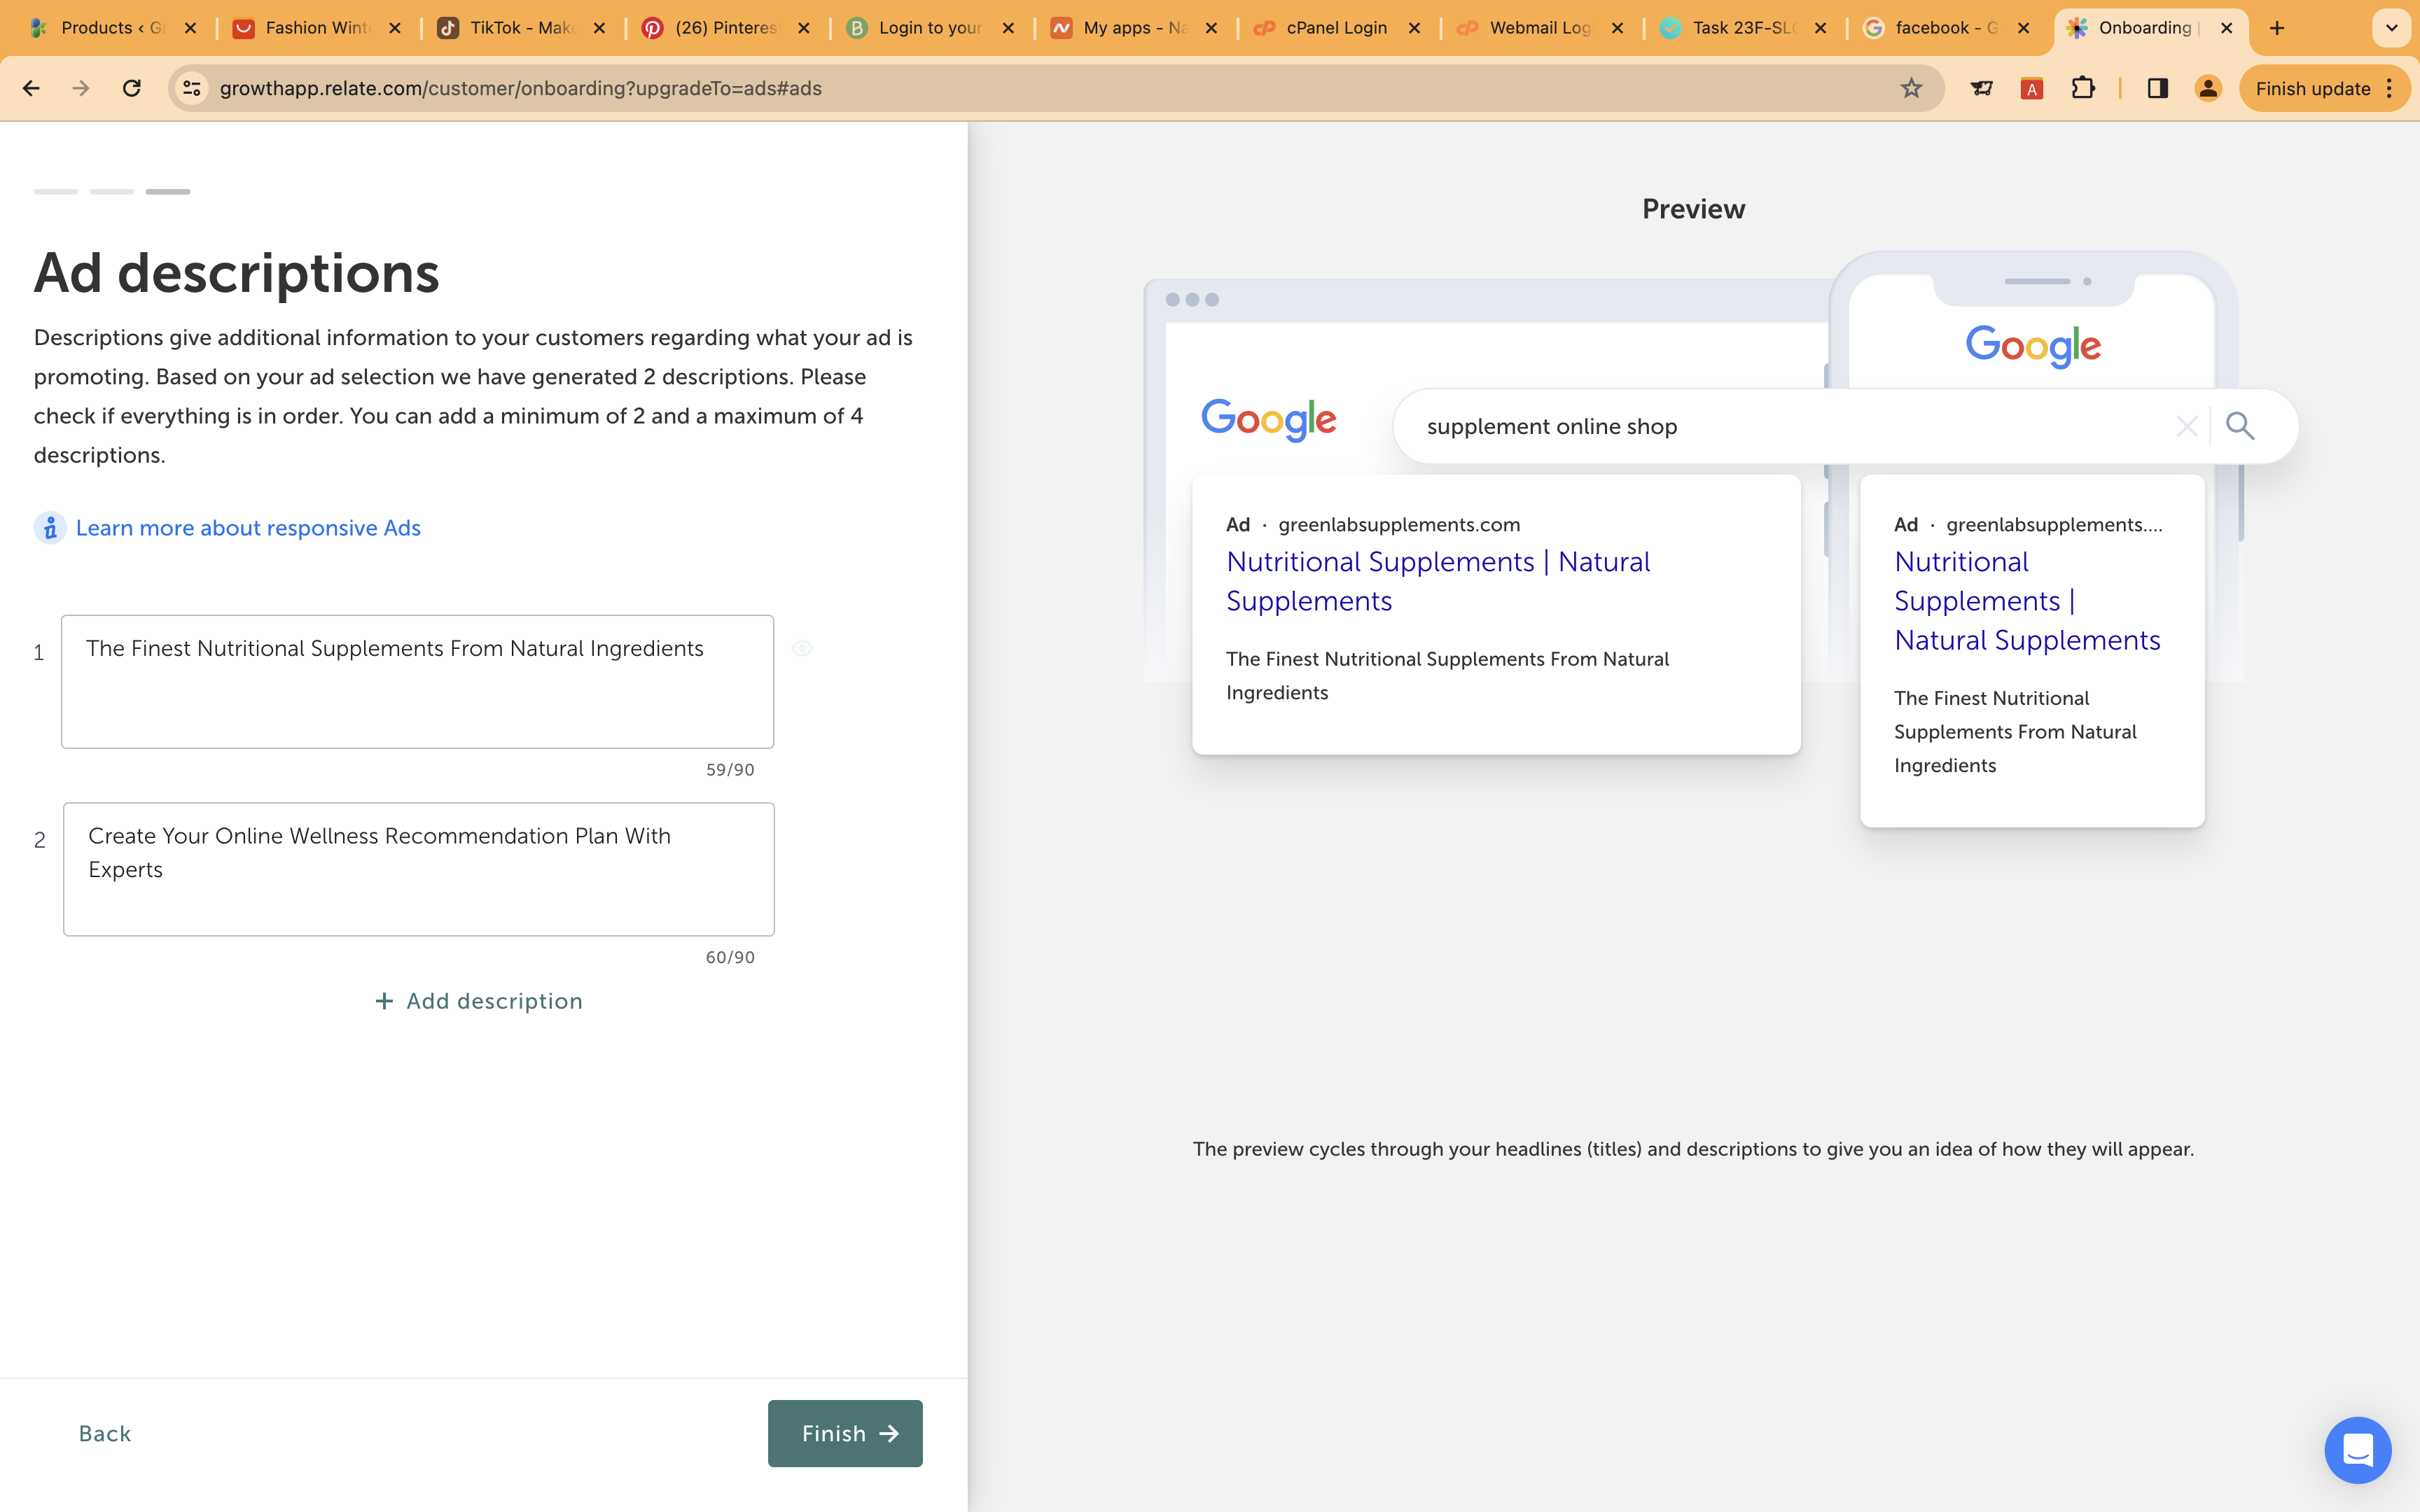 Products ‹ Gr
Fashion Wint
TikTok - Make
(26) Pinteres
Login to your
My apps - Na
cPanel Login
Webmail Log
Task 23F-SL
facebook - G
Onboarding |
growthapp.relate.com/customer/onboarding?upgradeTo=ads#ads
A
Finish update
Ad descriptions
Descriptions give additional information to your customers regarding what your ad is
promoting. Based on your ad selection we have generated 2 descriptions. Please
check if everything is in order. You can add a minimum of 2 and a maximum of 4
descriptions.
Learn more about responsive Ads
1
The Finest Nutritional Supplements From Natural Ingredients
59/90
2
Create Your Online Wellness Recommendation Plan With
Experts
60/90
+ Add description
Back
Finish →
Preview
Google
supplement online shop
Ad · greenlabsupplements.com
Nutritional Supplements | Natural
Supplements
The Finest Nutritional Supplements From Natural
Ingredients
Google
Ad · greenlabsupplements....
Nutritional
Supplements |
Natural Supplements
The Finest Nutritional
Supplements From Natural
Ingredients
The preview cycles through your headlines (titles) and descriptions to give you an idea of how they will appear.